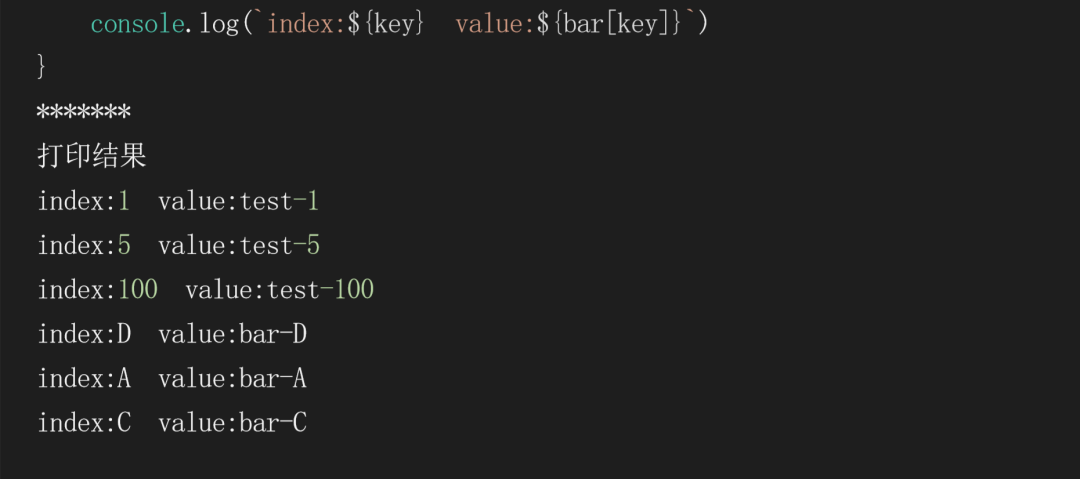 console.log(`index:${key}  value:${bar[key]}`)
}
*******
打印结果
index:1  value:test-1
index:5  value:test-5
index:100  value:test-100
index:D  value:bar-D
index:A  value:bar-A
index:C  value:bar-C